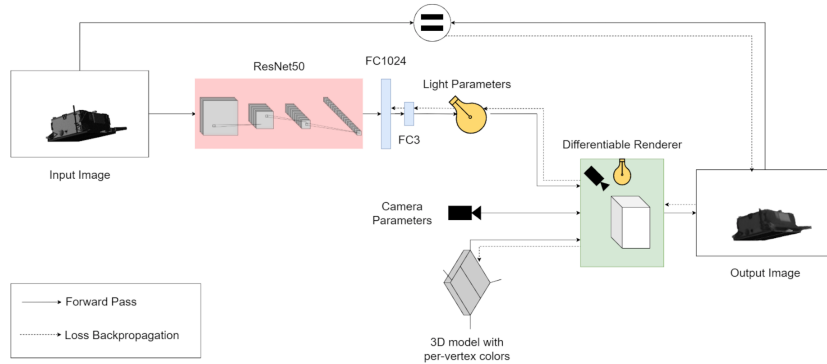 ResNet50
FC1024
Light Parameters
FC3
Input Image
Differentiable Renderer
Camera
Parameters
Output Image
Forward Pass
Loss Backpropagation
3D model with
per-vertex colors